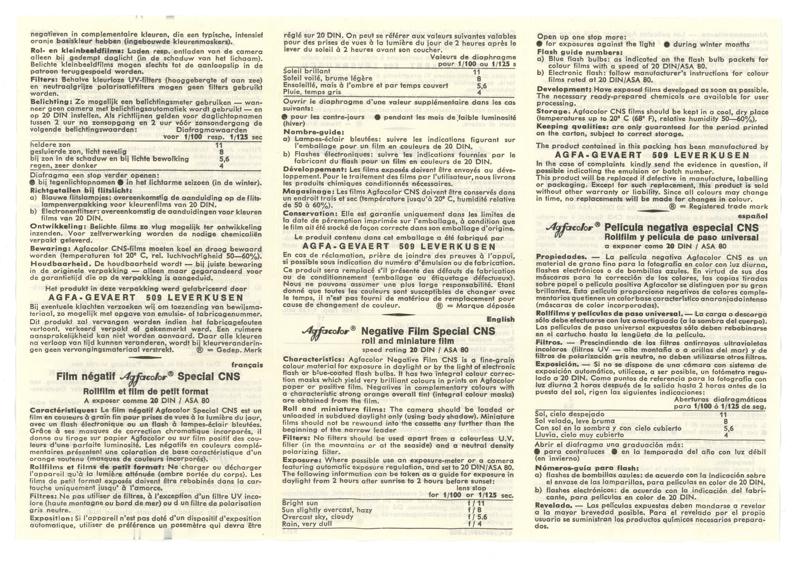 negatieven in complementaire kleuren, die een typische, intensief
oranje basiskleur hebben (ingebouwde kleurenmaskers).
Rol- en kleinbeeldfilms: Laden resp. ontladen van de camera
alleen bij gedempt daglicht (in de schaduw van het lichaam).
Belichte kleinbeeldfilms mogen slechts tot de aanloopslip in de
patroon teruggespoeld worden.
Filters: Behalve kleurloze UV-filters (hooggebergte of aan zee)
en neutraalgrijze polarisatiefilters mogen geen filters gebruikt
worden.
Belichting: Zo mogelijk een belichtingsmeter gebruiken — wan-
neer geen camera met belichtingsautomatiek wordt gebruikt — en
op 20 DIN instellen. Als richtlijnen gelden voor daglichtopnamen
tussen 2 uur na zonsopgang en 2 uur vóór zonsondergang de
volgende belichtingswaarden: Diafragmawaarden
voor 1/100 resp. 1/125 sec
heldere zon 11
gesluierde zon, licht nevelig 8
bij zon in de schaduw en bij lichte bewolking 5,6
regen, zeer donker 4
Diafragma een stop verder openen:
● bij tegenlichtopnamen ● in het lichtarme seizoen (in de winter).
Richtgetallen bij flitslicht:
a) Blauwe flitslampjes: overeenkomstig de aanduiding op de flits-
lampenverpakking voor kleurenfilms van 20 DIN.
b) Electronenflitser: overeenkomstig de aanduiding voor kleuren
films van 20 DIN.
Ontwikkeling: Belichte films zo vlug mogelijk ter ontwikkeling
inzenden. Voor zelfverwerking worden de nodige chemicaliën
verpakt geleverd.
Bewaring: Agfacolor CNS-films moeten koel en droog bewaard
worden (temperaturen tot 20° C, rel. luchtvochtigheid 50—60%).
Houdbaarheid. De houdbaarheid wordt — bij juiste bewaring
in de originele verpakking — alleen maar gegarandeerd voor
de garantietijd die op de verpakking is aangeduid.
Het produkt in deze verpakking werd gefabriceerd door
AGFA-GEVAERT 509 LEVERKUSEN
Bij eventuele klachten verzoeken wij om toezending van bewijsma-
teriaal, zo mogelijk met opgave van emulsie- of fabricagenummer.
Dit produkt zal vervangen worden indien het fabricagefouten
vertoont, verkeerd verpakt of gekenmerkt werd. Een ruimere
aansprakelijkheid kan niet worden aanvaard. Daar alle kleuren
na verloop van tijd kunnen veranderen, wordt bij kleurveranderin-
gen geen vervangingsmateriaal verstrekt. ® = Gedep. Merk
français
Film négatif Agfacolor® Special CNS
Rollfilm et film de petit format
A exposer comme 20 DIN / ASA 80
Caractéristiques: Le film négatif Agfacolor Special CNS est un
film en couleurs à grain fin pour prises de vues à la lumière du jour,
avec un flash électronique ou un flash à lampes-éclair bleutées.
Grâce à ses masques de correction chromatique incorporés, il
donne au tirage sur papier Agfacolor ou sur film positif des cou-
leurs d'une parfaite luminosité. Les négatifs en couleurs complé-
mentaires présentent une coloration de base caractéristique d'un
orange soutenu (masques de couleurs incorporés).
Rollfilms et films de petit format: Ne charger ou décharger
l'appareil qu'à la lumière atténuée (ombre portée du corps). Les
films de petit format exposés doivent être rebobinés dans la car-
touche uniquement jusqu'à l'amorce.
Filtres: Ne pas utiliser de filtres, à l'exception d'un filtre UV inco-
lore (haute montagne ou bord de mer) ou d'un filtre de polarisation
gris neutre.
Exposition: Si l'appareil n'est pas doté d'un dispositif d'exposition
automatique, utiliser de préférence un posemètre qui devra être
réglé sur 20 DIN. On peut se référer aux valeurs suivantes valables
pour des prises de vues à la lumière du jour de 2 heures après le
lever du soleil à 2 heures avant son coucher.
Valeurs de diaphragme
pour 1/100 ou 1/125 s
Soleil brillant 11
Soleil voilé, brume légère 8
Ensoleillé, mais à l'ombre et par temps couvert 5,6
Pluie, temps gris 4
Ouvrir le diaphragme d'une valeur supplémentaire dans les cas
suivants:
● pour les contre-jours ● pendant les mois de faible luminosité
(hiver)
Nombre-guide:
a) Lampes-éclair bleutées: suivre les indications figurant sur
l'emballage pour un film en couleurs de 20 DIN.
b) Flashes électroniques: suivre les indications fournies par le
fabricant du flash pour un film en couleurs de 20 DIN.
Développement: Les films exposés doivent être envoyés au déve-
loppement. Pour le traitement des films par l'utilisateur, nous livrons
les produits chimiques conditionnés nécessaires.
Magasinage: Les films Agfacolor CNS doivent être conservés dans
un endroit frais et sec (température jusqu'à 20° C, humidité relative
de 50 à 60%).
Conservation: Elle est garantie uniquement dans les limites de
la date de péremption imprimée sur l'emballage, à condition que
le film ait été stocké de façon correcte dans son emballage d'origine.
Le produit contenu dans cet emballage a été fabriqué par
AGFA-GEVAERT 509 LEVERKUSEN
En cas de réclamation, prière de joindre des preuves à l'appui,
si possible sous indication du numéro d'émulsion ou de fabrication.
Ce produit sera remplacé s'il présente des défauts de fabrication
ou de conditionnement (emballage ou étiquetage défectueux).
Nous ne pouvons assumer une plus large responsabilité. Etant
donné que toutes les couleurs sont susceptibles de changer avec
le temps, il n'est pas fourni de matériau de remplacement pour
cause de changement de couleur. ® = Marque déposée
English
Agfacolor® Negative Film Special CNS
roll and miniature film
speed rating 20 DIN / ASA 80
Characteristics: Agfacolor Negative Film CNS is a fine-grain
colour material for exposure in daylight or by the light of electronic
flash or blue-coated flash bulbs. It has two integral colour correc-
tion masks which yield very brilliant colours in prints on Agfacolor
paper or positive film. Negatives in complementary colours with
a characteristic strong orange overall tint (integral colour masks)
are obtained from the film.
Roll and miniature films: The camera should be loaded or
unloaded in subdued daylight only (using body shadow). Miniature
films should not be rewound into the cassette any further than the
beginning of the narrow leader
Filters: No filters should be used apart from a colourless U.V.
filter (in the mountains or at the seaside) and a neutral density
polarizing filter.
Exposure: Where possible use an exposure-meter or a camera
featuring automatic exposure regulation, and set to 20 DIN/ASA 80.
The following information can be taken as a guide for exposure in
daylight from 2 hours after sunrise to 2 hours before sunset:
lens stop
for 1/100 or 1/125 sec.
Bright sun f / 11
Sun slightly overcast, hazy f / 8
Overcast sky, cloudy f / 5.6
Rain, very dull f / 4
Open up one stop more:
● for exposures against the light ● during winter months
Flash guide numbers:
a) Blue flash bulbs: as indicated on the flash bulb packets for
colour films with a speed of 20 DIN/ASA 80.
b) Electronic flash: follow manufacturer's instructions for colour
films rated at 20 DIN/ASA 80.
Development: Have exposed films developed as soon as possible.
The necessary ready-prepared chemicals are available for user
processing.
Storage: Agfacolor CNS films should be kept in a cool, dry place
(temperatures up to 20° C (68° F), relative humidity 50—60%).
Keeping qualities: are only guaranteed for the period printed
on the carton, subject to correct storage.
The product contained in this packing has been manufactured by
AGFA-GEVAERT 509 LEVERKUSEN
In the case of complaints kindly send the evidence in question, if
possible indicating the emulsion or batch number.
This product will be replaced if defective in manufacture, labelling
or packaging. Except for such replacement, this product is sold
without other warranty or liability. Since all colours may change
in time, no replacements will be made for changes in colour.
® = Registered trade mark
español
Agfacolor® Película negativa especial CNS
Rollfilm y película de paso universal
a exponer como 20 DIN / ASA 80
Propiedades. — La película negativa Agfacolor CNS es un
material de grano fino para la fotografía en color con luz diurna,
flashes electrónicos o de bombillas azules. En virtud de sus dos
máscaras para la corrección de los colores, las copias tiradas
sobre papel o película positiva Agfacolor se distinguen por su gran
brillantez. Esta película proporciona negativos de colores comple-
mentarios que tienen un color base característico anaranjado intenso
(máscaras de color incorporadas).
Rollfilms y películas de paso universal. — La carga o descarga
sólo debe efectuarse con luz amortiguada (a la sombra del cuerpo).
Las películas de paso universal expuestas sólo deben rebobinarse
en el cartucho hasta la lengüeta de la película.
Filtros. — Prescindiendo de los filtros antirrayos ultravioletas
incoloros (filtros UV — alta montaña o a orillas del mar) y de
filtros de polarización gris neutro, no deben utilizarse otros filtros.
Exposición. — Si no se dispone de una cámara con sistema de
exposición automático, utilícese, a ser posible, un fotómetro regu-
lado a 20 DIN. Como puntos de referencia para la fotografía con
luz diurna 2 horas después de la salida hasta 2 horas antes de la
puesta del sol, rigen las siguientes indicaciones:
Aberturas diafragmáticas
para 1/100 ó 1/125 de seg.
Sol, cielo despejado 11
Sol velado, leve bruma 8
Con sol en la sombra y con cielo cubierto 5,6
Lluvia, cielo muy cubierto 4
Abrir el diafragma una graduación más:
● para contraluces ● en la temporada del año con luz débil
(en invierno)
Números-guía para flash:
a) flashes de bombillas azules: de acuerdo con la indicación sobre
el envase de las lamparillas, para películas en color de 20 DIN.
b) flashes electrónicos: de acuerdo con la indicación del fabri-
cante, para películas en color de 20 DIN.
Revelado. — Las películas expuestas deben mandarse a revelar
a la mayor brevedad posible. Para el revelado por el propio
usuario se suministran los productos químicos necesarios prepara-
dos.